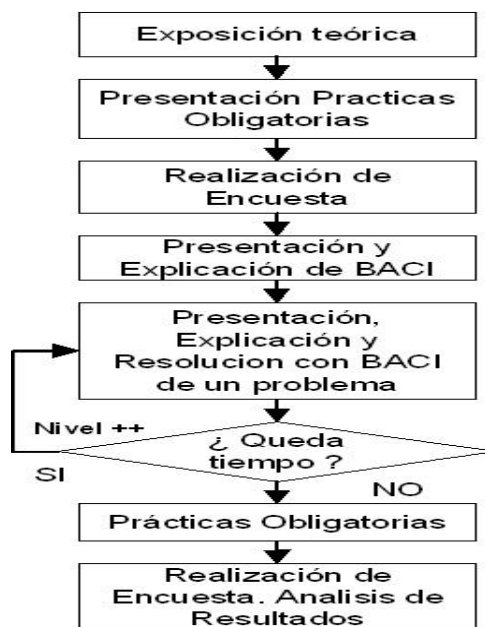 Exposición teórica
Presentación Practicas
Obligatorias
Realización de
Encuesta
Presentación y
Explicación de BACI
Presentación,
Explicación y
Resolucion con BACI
de un problema
Nivel ++
¿ Queda
tiempo ?
SI
NO
Prácticas Obligatorias
Realización de
Encuesta. Analisis de
Resultados